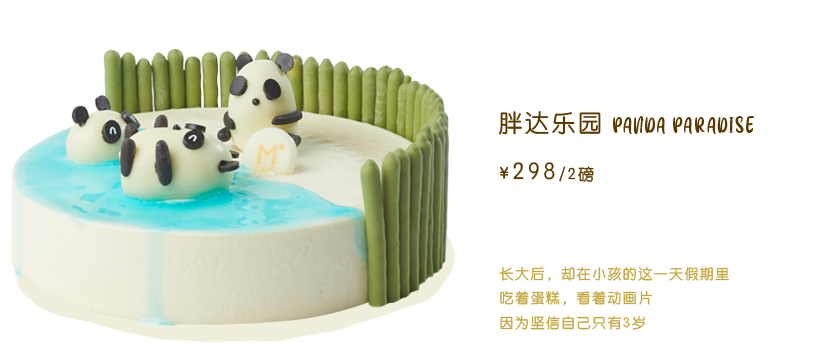 M
胖达乐园 PANDA PARADISE
¥298/2磅
长大后，却在小孩的这一天假期里
吃着蛋糕，看着动画片
因为坚信自己只有3岁